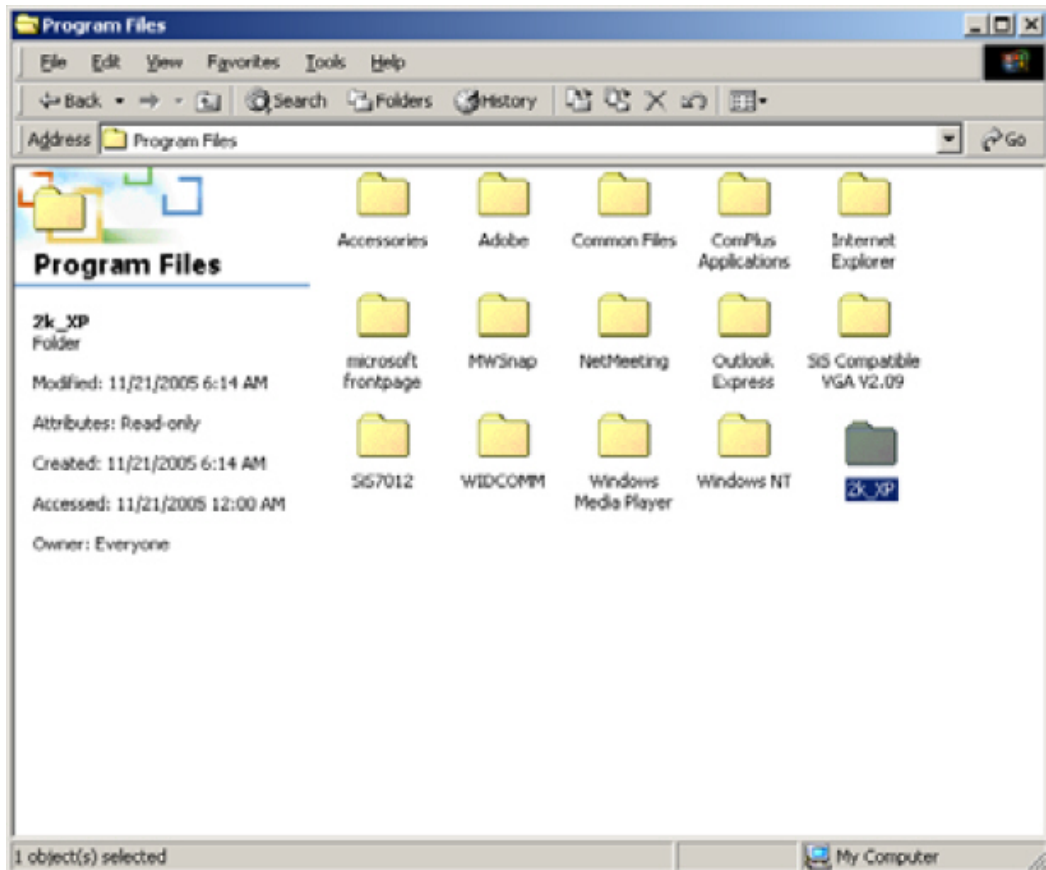 Program Files
File Edit View Favorites Tools Help
Back Search Folders History
Address Program Files Go
Program Files
2k_XP
Folder
Modified: 11/21/2005 6:14 AM
Attributes: Read-only
Created: 11/21/2005 6:14 AM
Accessed: 11/21/2005 12:00 AM
Owner: Everyone
Accessories
Adobe
Common Files
ComPlus
Applications
Internet
Explorer
microsoft
frontpage
MWSnap
NetMeeting
Outlook
Express
SiS Compatible
VGA V2.09
SiS7012
WIDCOMM
Windows
Media Player
Windows NT
2k_XP
1 object(s) selected
My Computer